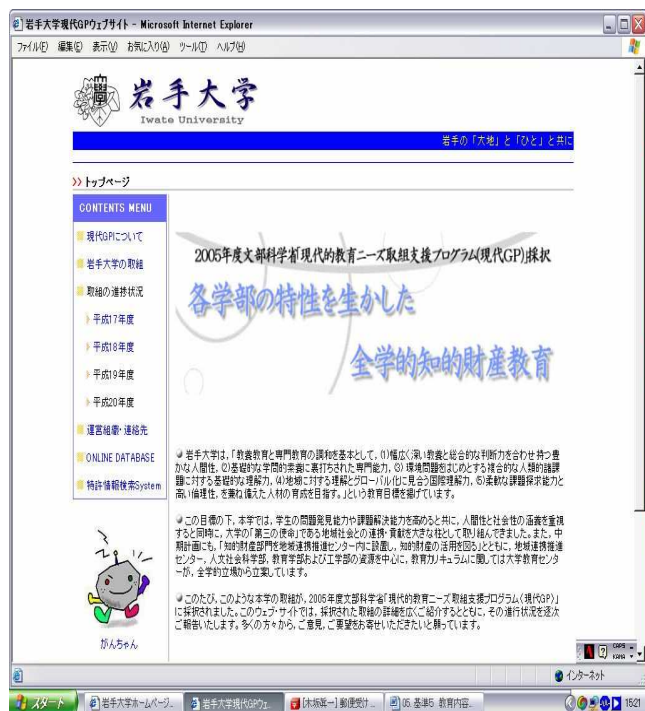 岩手大学現代GPウェブサイト - Microsoft Internet Explorer
ファイル(F) 編集(E) 表示(V) お気に入り(A) ツール(T) ヘルプ(H)
岩手大学
Iwate University
岩手の「大地」と「ひと」と共に
>> トップページ
CONTENTS MENU
現代GPについて
岩手大学の取組
取組の進捗状況
平成17年度
平成18年度
平成19年度
平成20年度
運営組織・連絡先
ONLINE DATABASE
特許情報検索System
がんちゃん
2005年度文部科学省「現代的教育ニーズ取組支援プログラム(現代GP)」採択
各学部の特性を生かした
全学的知的財産教育
岩手大学は、「教養教育と専門教育の調和を基本として、(1)幅広く深い教養と総合的な判断力を合わせ持つ豊
かな人間性、(2)基礎的な学問的素養に裏打ちされた専門能力、(3) 環境問題をはじめとする複合的な人類的諸課
題に対する基礎的な理解力、(4)地域に対する理解とグローバル化に見合う国際理解力、(5)柔軟な課題探求能力と
高い倫理性、を兼ね備えた人材の育成を目指す。」という教育目標を掲げています。
この目標の下、本学では、学生の問題発見能力や課題解決能力を高めると共に、人間性と社会性の涵養を重視
すると同時に、大学の「第三の使命」である地域社会との連携・貢献を大きな柱として取り組んできました。また、中
期計画にも、「知的財産部門を地域連携推進センター内に設置し、知的財産の活用を図る」とともに、地域連携推進
センター、人文社会科学部、教育学部および工学部の資源を中心に、教育カリキュラムに関しては大学教育センタ
ーが、全学的立場から立案しています。
このたび、このような本学の取組が、2005年度文部科学省「現代的教育ニーズ取組支援プログラム(現代GP)」
に採択されました。このウェブ・サイトでは、採択された取組の詳細を広くご紹介するとともに、その進行状況を逐次
ご報告いたします。多くの方々から、ご意見、ご要望をお寄せいただきたいと願っています。
CAPS
KANA
インターネット
スタート
岩手大学ホームページ...
岩手大学現代GPウェ...
【木坂眞一】郵便受け...
05. 基準5 教育内容...
15:21